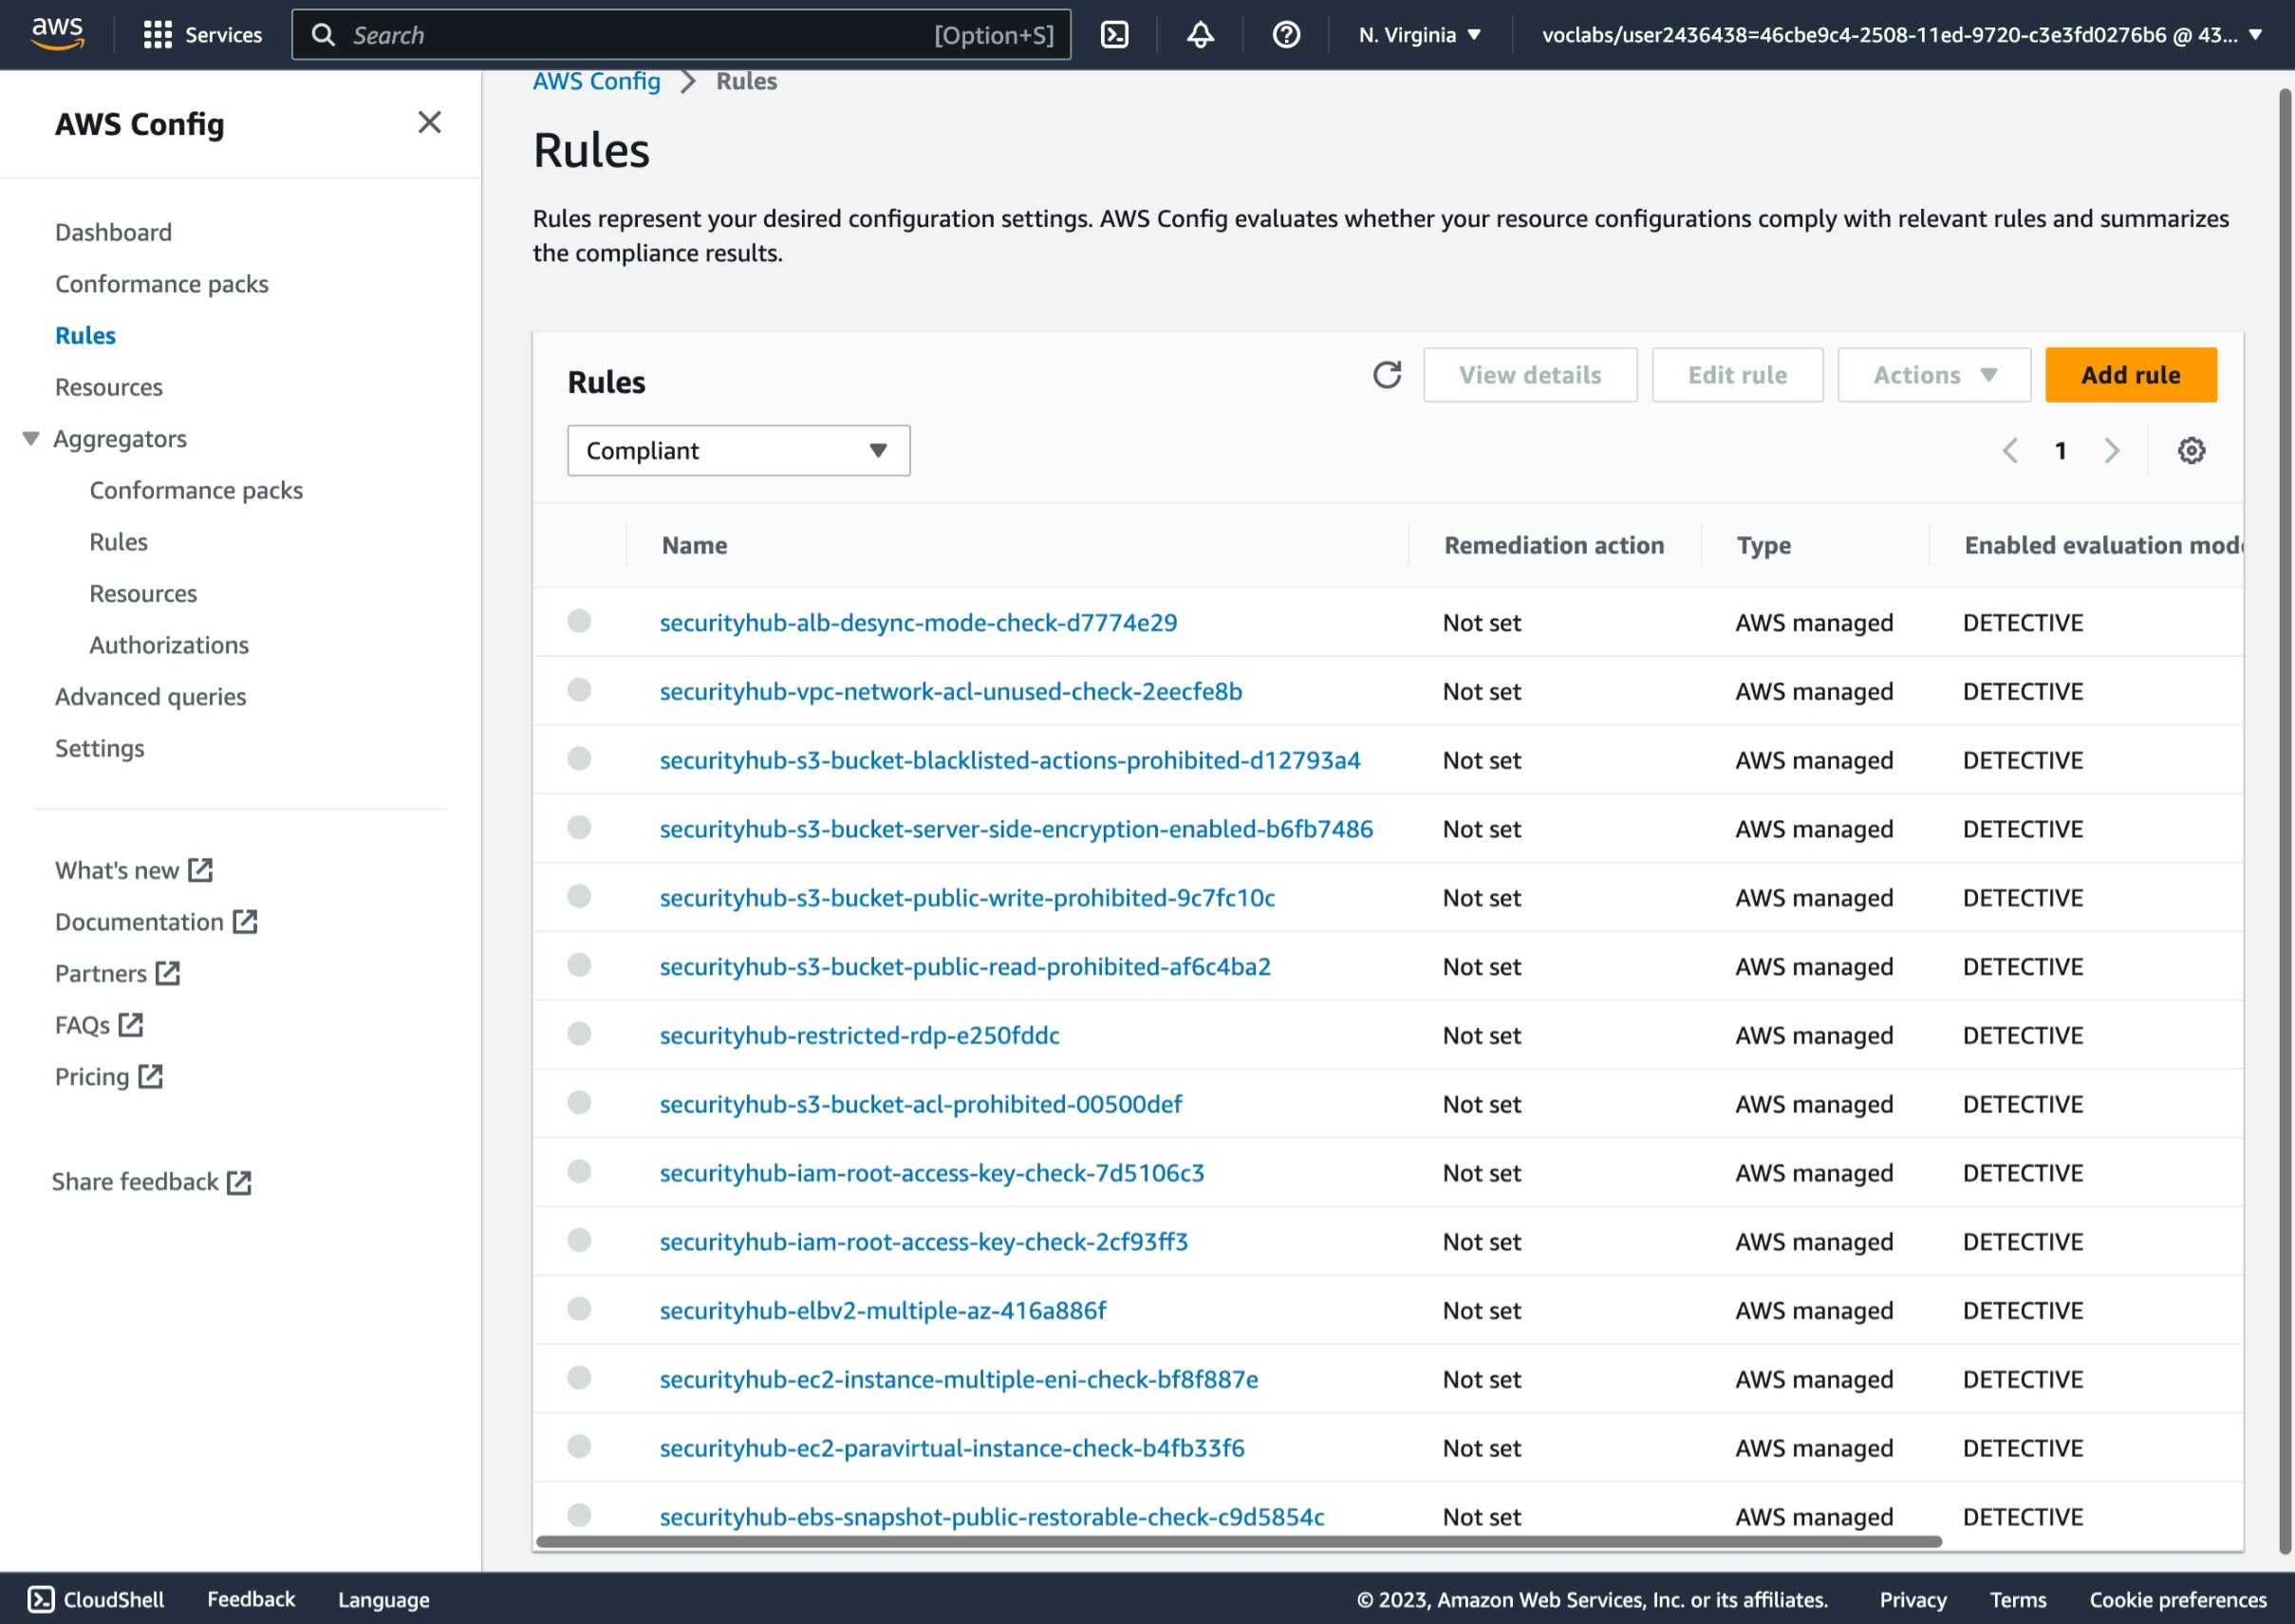 aws
Services
Search
[Option+S]
N. Virginia
voclabs/user2436438=46cbe9c4-2508-11ed-9720-c3e3fd0276b6 @ 43...
AWS Config
Dashboard
Conformance packs
Rules
Resources
Aggregators
Conformance packs
Rules
Resources
Authorizations
Advanced queries
Settings
What's new
Documentation
Partners
FAQs
Pricing
Share feedback
AWS Config > Rules
Rules
Rules represent your desired configuration settings. AWS Config evaluates whether your resource configurations comply with relevant rules and summarizes
the compliance results.
Rules
View details
Edit rule
Actions
Add rule
Compliant
1
Name Remediation action Type Enabled evaluation mode
securityhub-alb-desync-mode-check-d7774e29 Not set AWS managed DETECTIVE
securityhub-vpc-network-acl-unused-check-2eecfe8b Not set AWS managed DETECTIVE
securityhub-s3-bucket-blacklisted-actions-prohibited-d12793a4 Not set AWS managed DETECTIVE
securityhub-s3-bucket-server-side-encryption-enabled-b6fb7486 Not set AWS managed DETECTIVE
securityhub-s3-bucket-public-write-prohibited-9c7fc10c Not set AWS managed DETECTIVE
securityhub-s3-bucket-public-read-prohibited-af6c4ba2 Not set AWS managed DETECTIVE
securityhub-restricted-rdp-e250fddc Not set AWS managed DETECTIVE
securityhub-s3-bucket-acl-prohibited-00500def Not set AWS managed DETECTIVE
securityhub-iam-root-access-key-check-7d5106c3 Not set AWS managed DETECTIVE
securityhub-iam-root-access-key-check-2cf93ff3 Not set AWS managed DETECTIVE
securityhub-elbv2-multiple-az-416a886f Not set AWS managed DETECTIVE
securityhub-ec2-instance-multiple-eni-check-bf8f887e Not set AWS managed DETECTIVE
securityhub-ec2-paravirtual-instance-check-b4fb33f6 Not set AWS managed DETECTIVE
securityhub-ebs-snapshot-public-restorable-check-c9d5854c Not set AWS managed DETECTIVE
CloudShell
Feedback
Language
© 2023, Amazon Web Services, Inc. or its affiliates.
Privacy
Terms
Cookie preferences